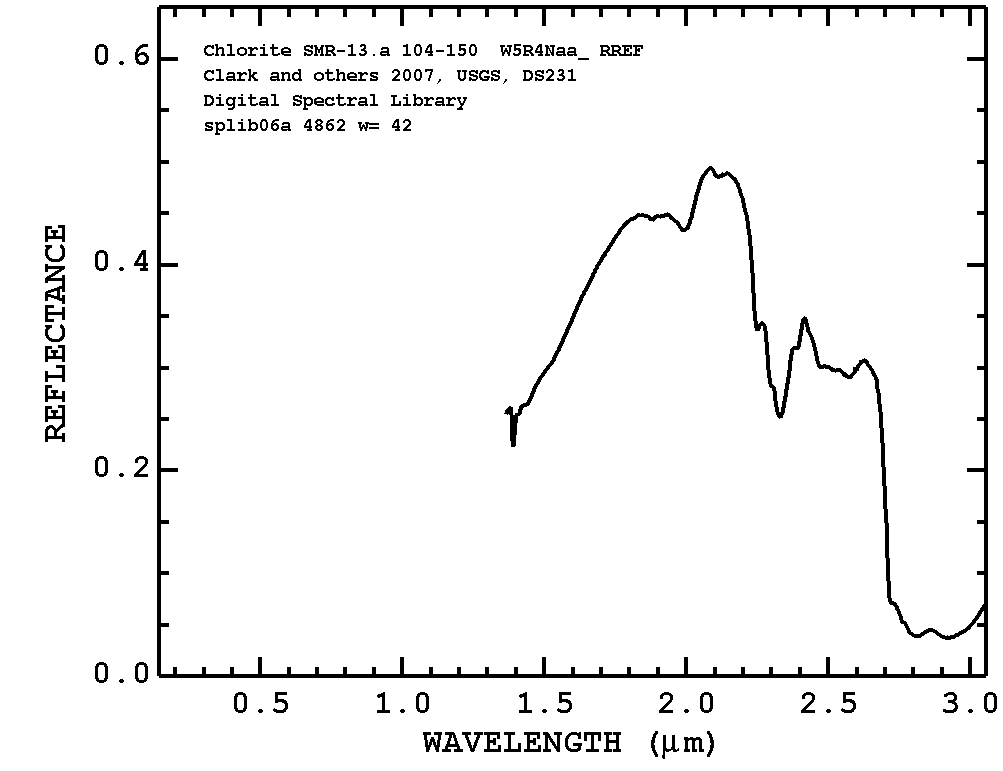 Chlorite SMR-13.a 104-150 W5R4Naa_ RREF
Clark and others 2007, USGS, DS231
Digital Spectral Library
splib06a 4862 w= 42
REFLECTANCE
0.6
0.4
0.2
0.0
0.5 1.0 1.5 2.0 2.5 3.0
WAVELENGTH (μm)